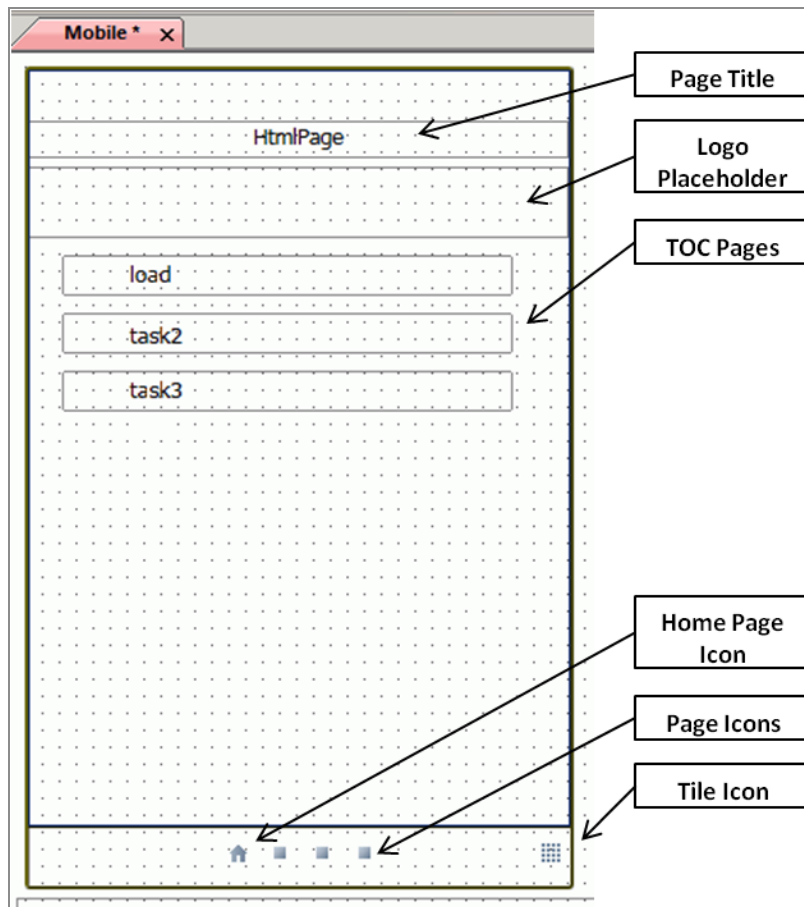 Mobile *
Page Title
HtmlPage
Logo
Placeholder
TOC Pages
load
task2
task3
Home Page
Icon
Page Icons
Tile Icon